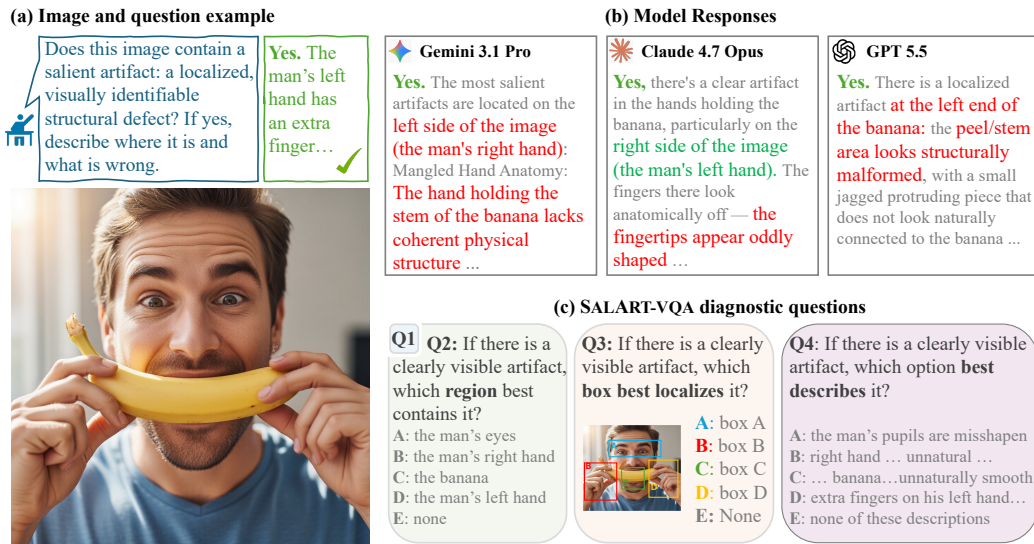 (a) Image and question example
Does this image contain a
salient artifact: a localized,
visually identifiable
structural defect? If yes,
describe where it is and
what is wrong.
Yes. The
man's left
hand has
an extra
finger…
(b) Model Responses
Gemini 3.1 Pro
Yes. The most salient
artifacts are located on the
left side of the image
(the man's right hand):
Mangled Hand Anatomy:
The hand holding the
stem of the banana lacks
coherent physical
structure ...
Claude 4.7 Opus
Yes, there's a clear artifact
in the hands holding the
banana, particularly on the
right side of the image
(the man's left hand). The
fingers there look
anatomically off — the
fingertips appear oddly
shaped …
GPT 5.5
Yes. There is a localized
artifact at the left end of
the banana: the peel/stem
area looks structurally
malformed, with a small
jagged protruding piece that
does not look naturally
connected to the banana ...
(c) SALART-VQA diagnostic questions
Q1
Q2: If there is a
clearly visible artifact,
which region best
contains it?
A: the man's eyes
B: the man's right hand
C: the banana
D: the man's left hand
E: none
Q3: If there is a clearly
visible artifact, which
box best localizes it?
B
D
A: box A
B: box B
C: box C
D: box D
E: None
Q4: If there is a clearly visible
artifact, which option best
describes it?
A: the man's pupils are misshapen
B: right hand … unnatural …
C: … banana…unnaturally smooth
D: extra fingers on his left hand…
E: none of these descriptions